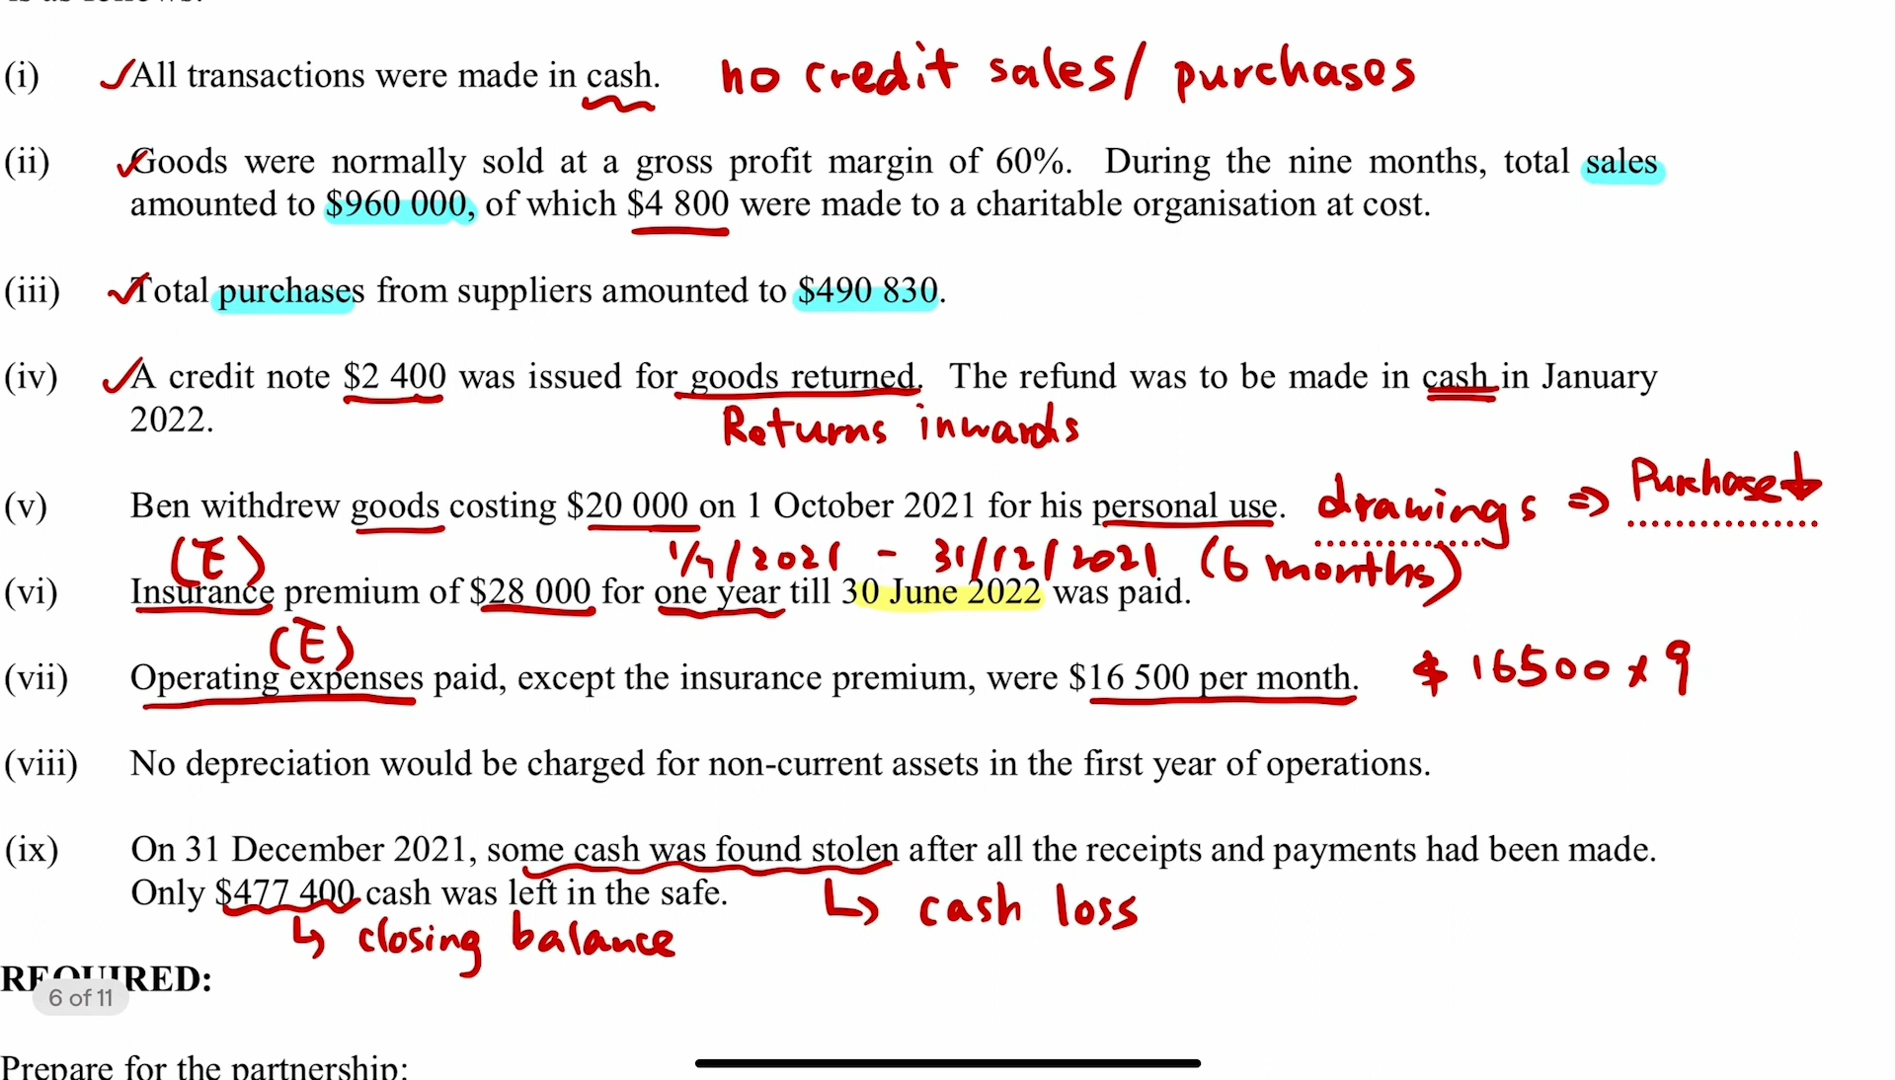 (i) All transactions were made in cash. no credit sales/ purchases
(ii) Goods were normally sold at a gross profit margin of 60%. During the nine months, total sales
amounted to $960 000, of which $4 800 were made to a charitable organisation at cost.
(iii) Total purchases from suppliers amounted to $490 830.
(iv) A credit note $2 400 was issued for goods returned. The refund was to be made in cash in January
2022.
Returns inwards
(v) Ben withdrew goods costing $20 000 on 1 October 2021 for his personal use. drawings ⇒ Purchase↓
(E) 1/7/2021 - 31/12/2021 (6 months)
(vi) Insurance premium of $28 000 for one year till 30 June 2022 was paid.
(E)
(vii) Operating expenses paid, except the insurance premium, were $16 500 per month. $ 16500 x 9
(viii) No depreciation would be charged for non-current assets in the first year of operations.
(ix) On 31 December 2021, some cash was found stolen after all the receipts and payments had been made.
Only $477 400 cash was left in the safe. ↳ cash loss
↳ closing balance
REQUIRED:
6 of 11
Prepare for the partnership: